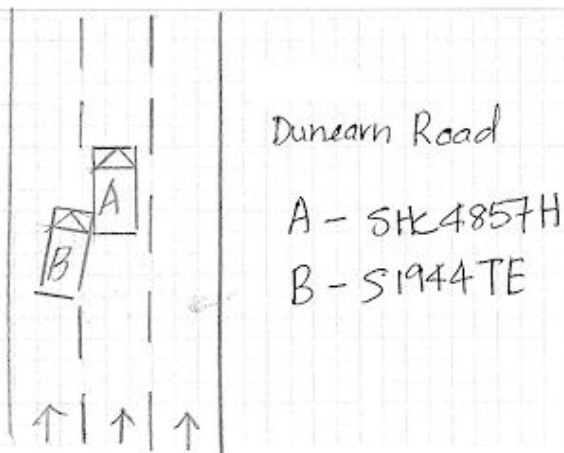 Dunearn Road
A
A - SHC4857H
B
B - S1944TE